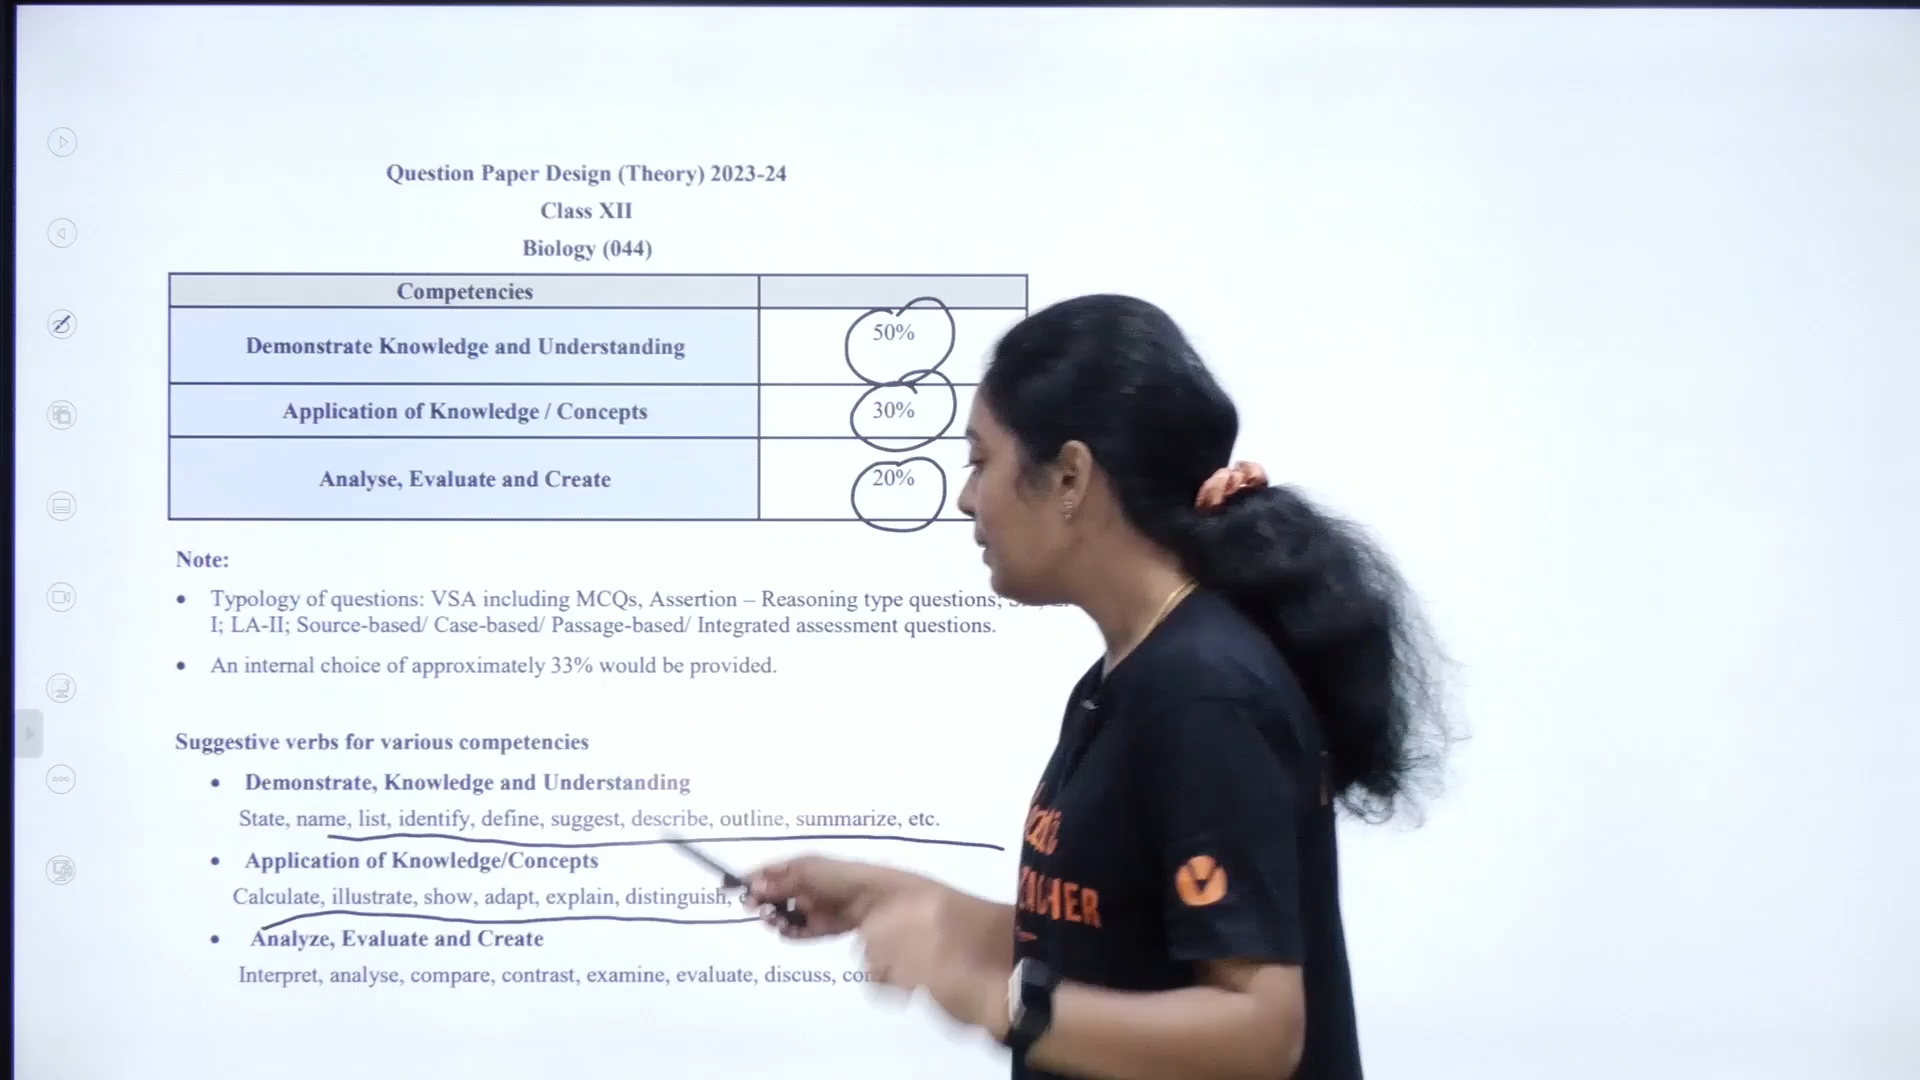 Question Paper Design (Theory) 2023-24
Class XII
Biology (044)
Competencies
Demonstrate Knowledge and Understanding 50%
Application of Knowledge / Concepts 30%
Analyse, Evaluate and Create 20%
Note:
• Typology of questions: VSA including MCQs, Assertion – Reasoning type questions;
I; LA-II; Source-based/ Case-based/ Passage-based/ Integrated assessment questions.
• An internal choice of approximately 33% would be provided.
Suggestive verbs for various competencies
• Demonstrate, Knowledge and Understanding
State, name, list, identify, define, suggest, describe, outline, summarize, etc.
• Application of Knowledge/Concepts
Calculate, illustrate, show, adapt, explain, distinguish,
• Analyze, Evaluate and Create
Interpret, analyse, compare, contrast, examine, evaluate, discuss,